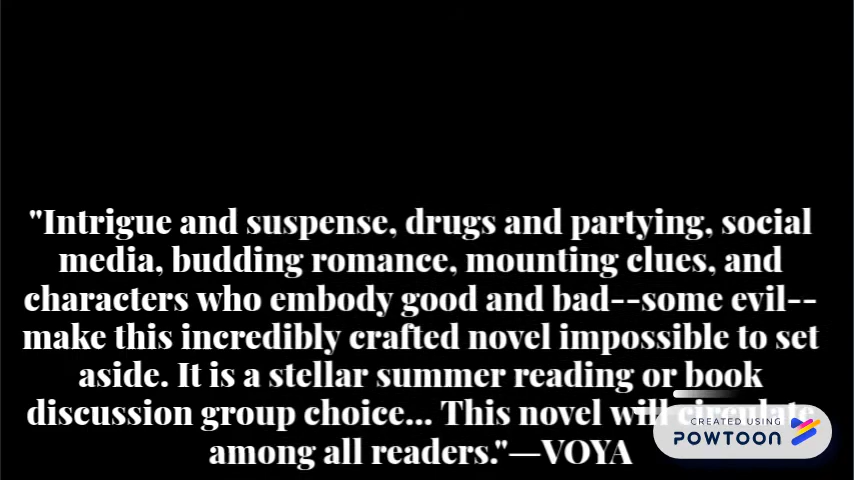 "Intrigue and suspense, drugs and partying, social
media, budding romance, mounting clues, and
characters who embody good and bad--some evil--
make this incredibly crafted novel impossible to set
aside. It is a stellar summer reading or book
discussion group choice... This novel will circulate
among all readers."—VOYA
CREATED USING
POWTOON